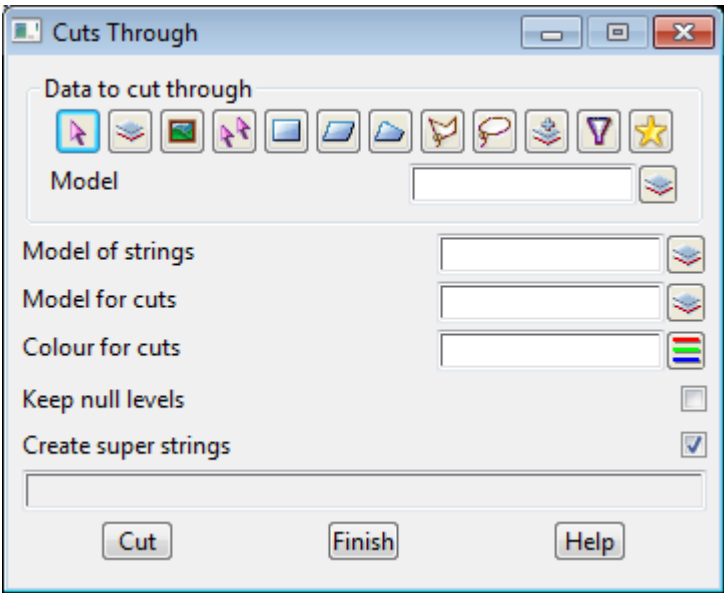 Cuts Through
Data to cut through
Model
Model of strings
Model for cuts
Colour for cuts
Keep null levels
Create super strings
Cut Finish Help